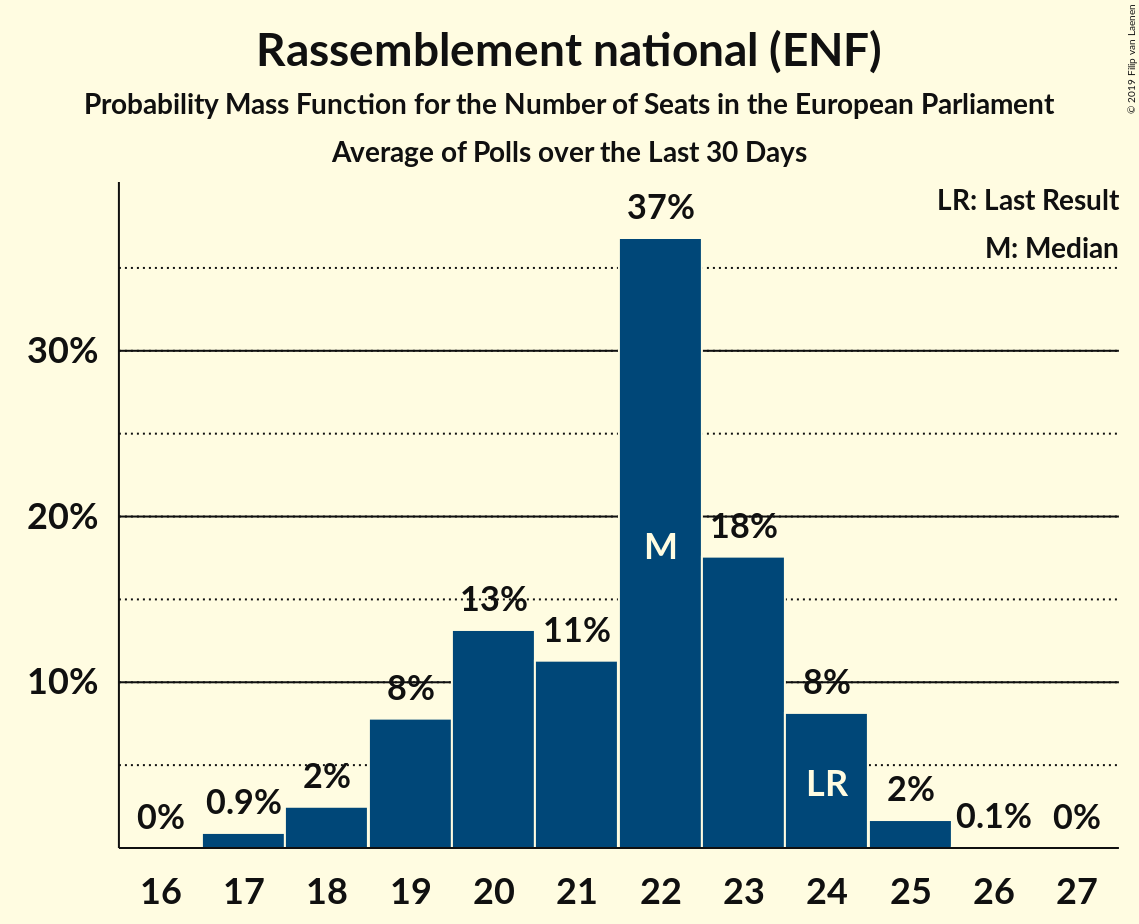 Rassemblement national (ENF)
Probability Mass Function for the Number of Seats in the European Parliament
Average of Polls over the Last 30 Days
© 2019 Filip van Laenen
LR: Last Result
M: Median
37%
30%
20%
18%
M
13%
11%
10%
8%
8%
2%
LR
0%
0.9%
2%
0.1%
0%
16 17 18 19 20 21 22 23 24 25 26 27